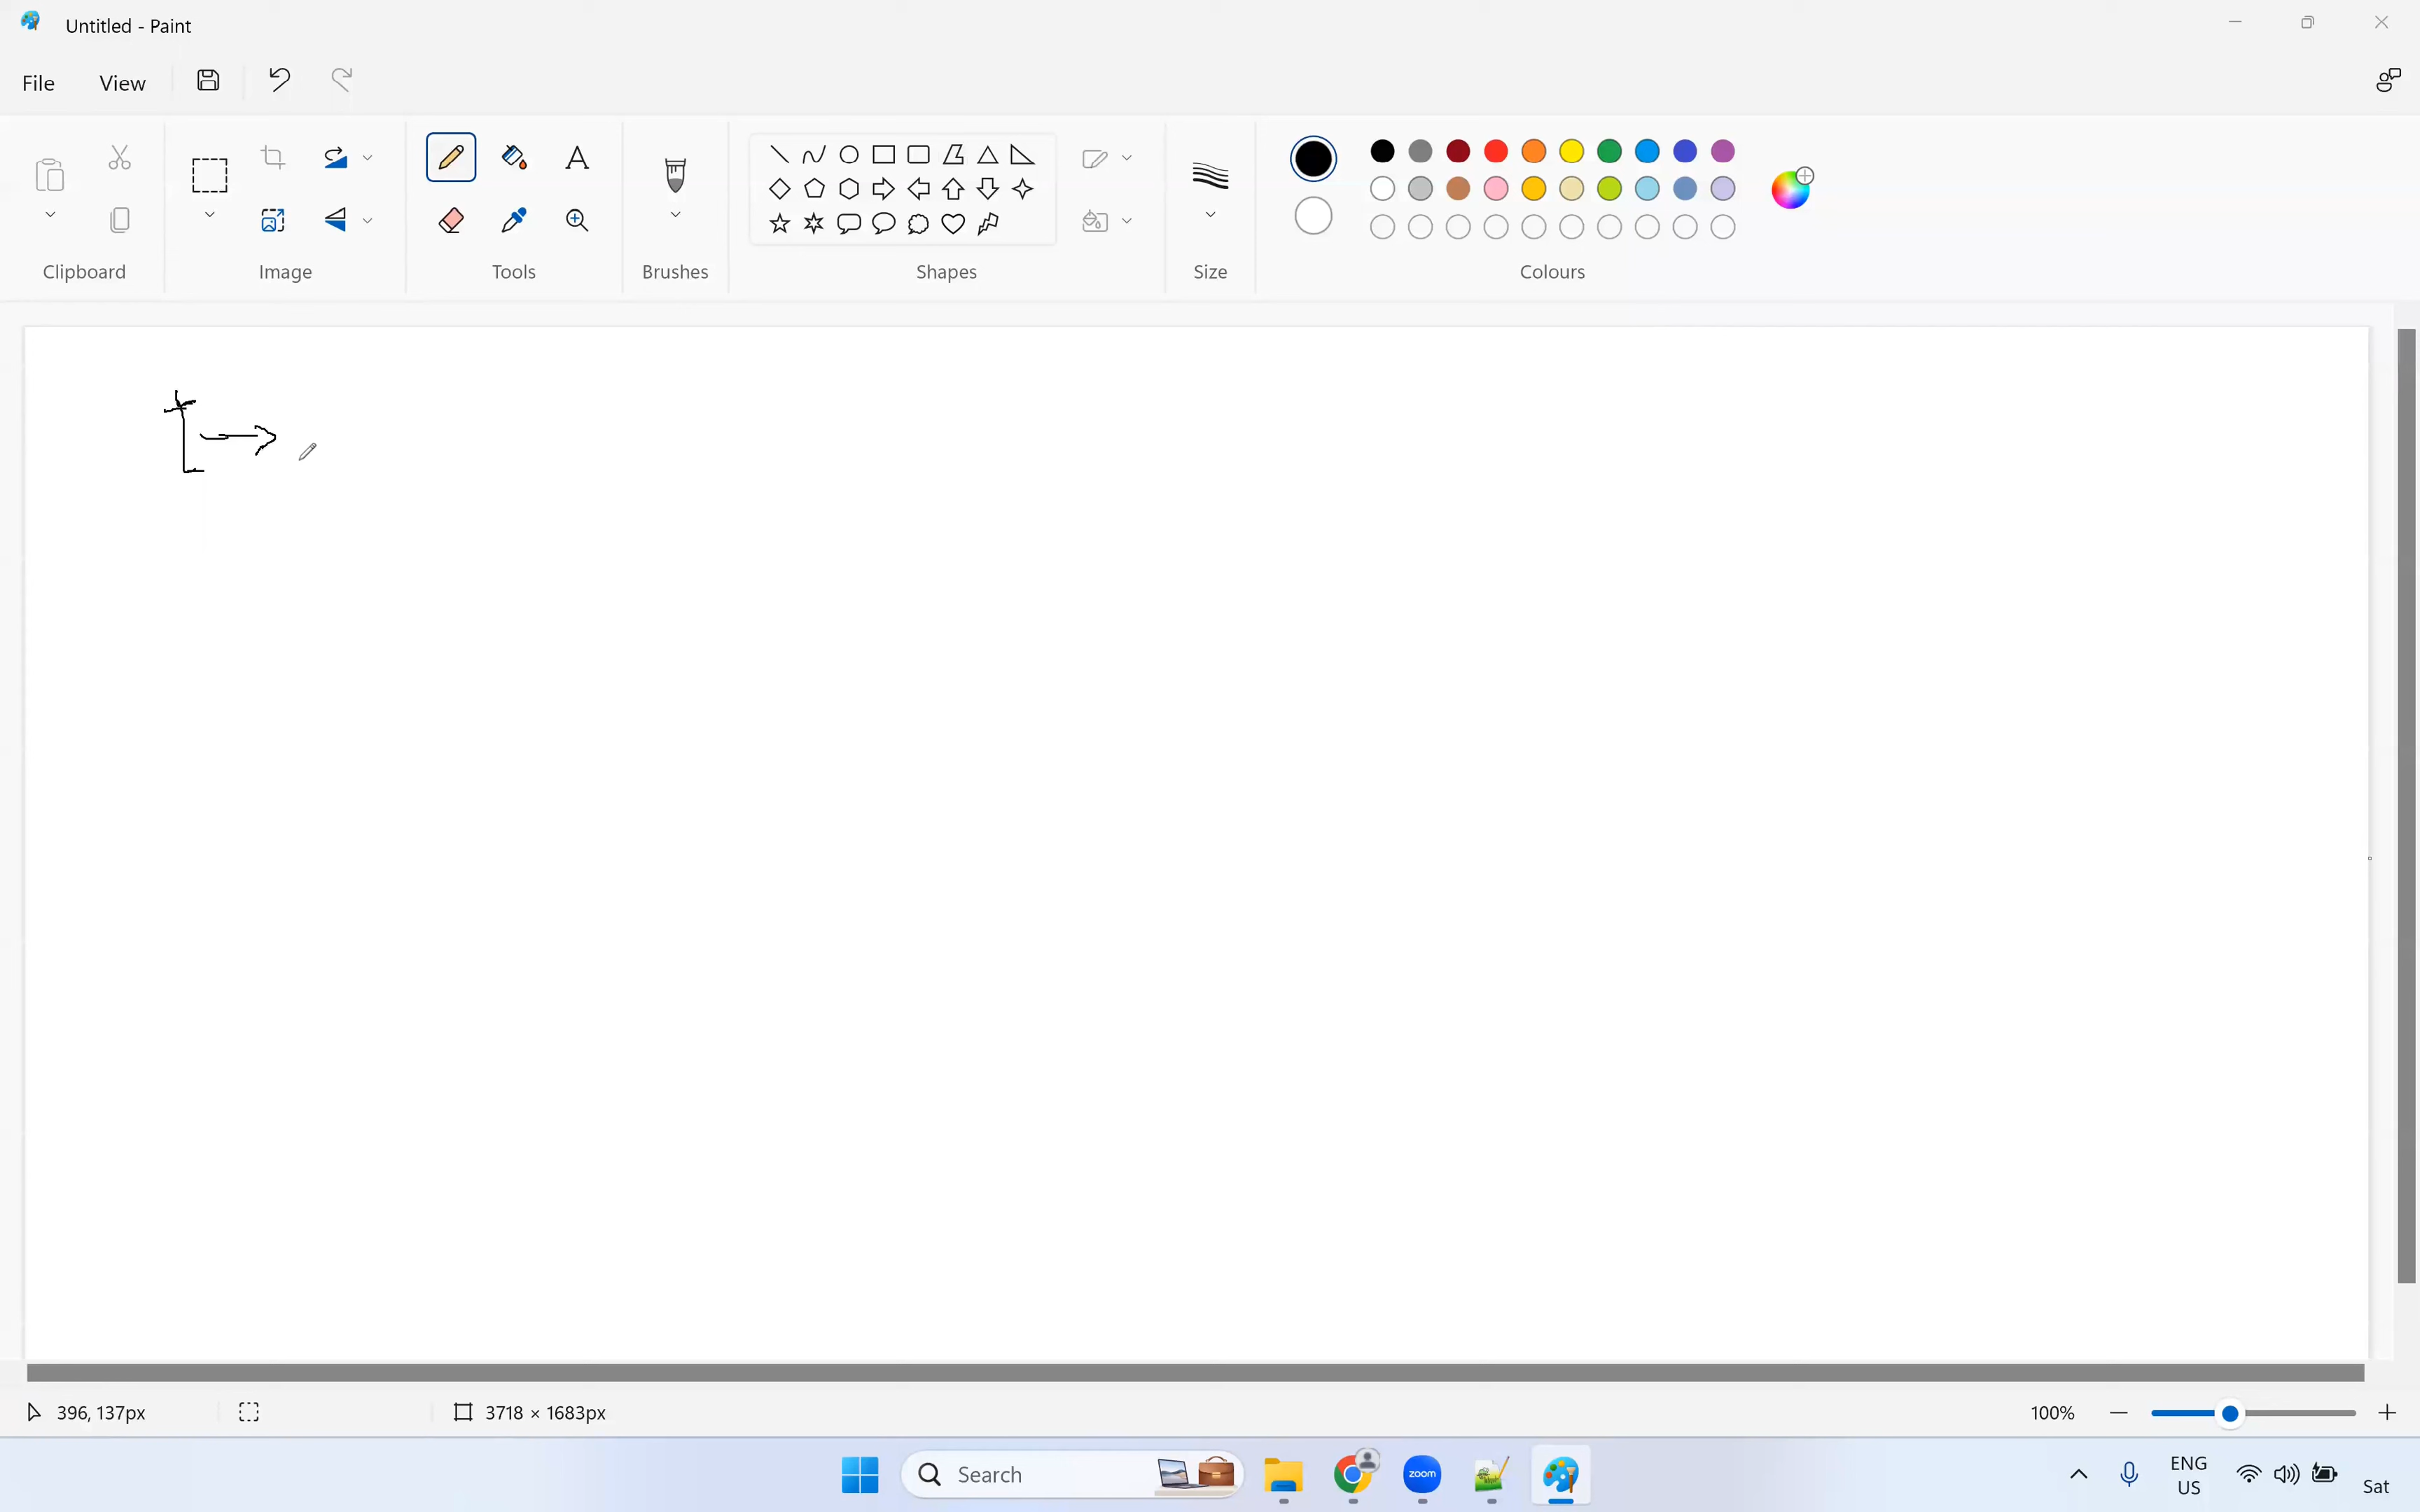 Untitled - Paint
File View
Clipboard Image Tools Brushes Shapes Size Colours
t →
396, 137px 3718 × 1683px 100%
Search zoom ENG
US Sat